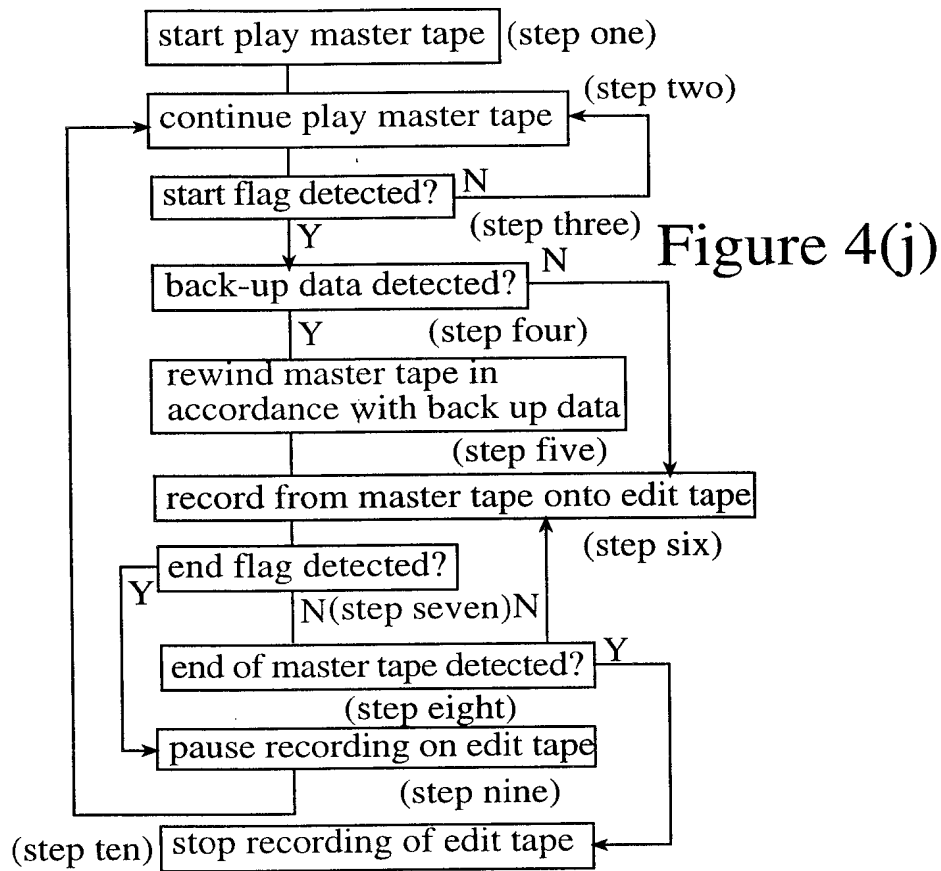 start play master tape (step one)
(step two)
continue play master tape
start flag detected? N
(step three)
Y
Figure 4(j)
N
back-up data detected?
Y
(step four)
rewind master tape in
accordance with back up data
(step five)
record from master tape onto edit tape
(step six)
end flag detected?
Y
N(step seven)N
end of master tape detected? Y
(step eight)
pause recording on edit tape
(step nine)
(step ten) stop recording of edit tape